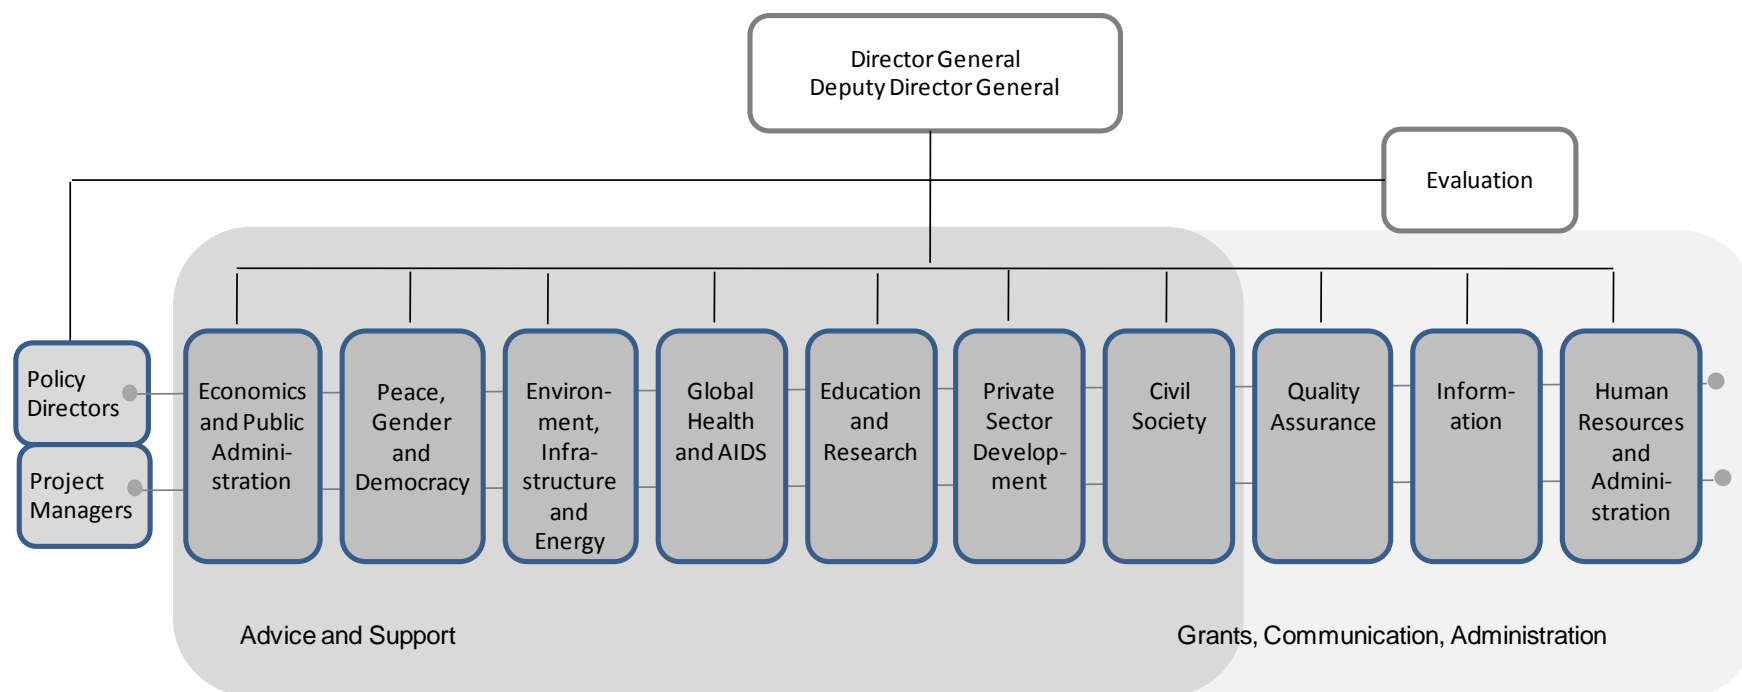 Director General
Deputy Director General
Evaluation
Policy
Directors
Project
Managers
Economics
and Public
Admini-
stration
Peace,
Gender
and
Democracy
Environ-
ment,
Infra-
structure
and
Energy
Global
Health
and AIDS
Education
and
Research
Private
Sector
Develop-
ment
Civil
Society
Quality
Assurance
Inform-
ation
Human
Resources
and
Admini-
stration
Advice and Support
Grants, Communication, Administration